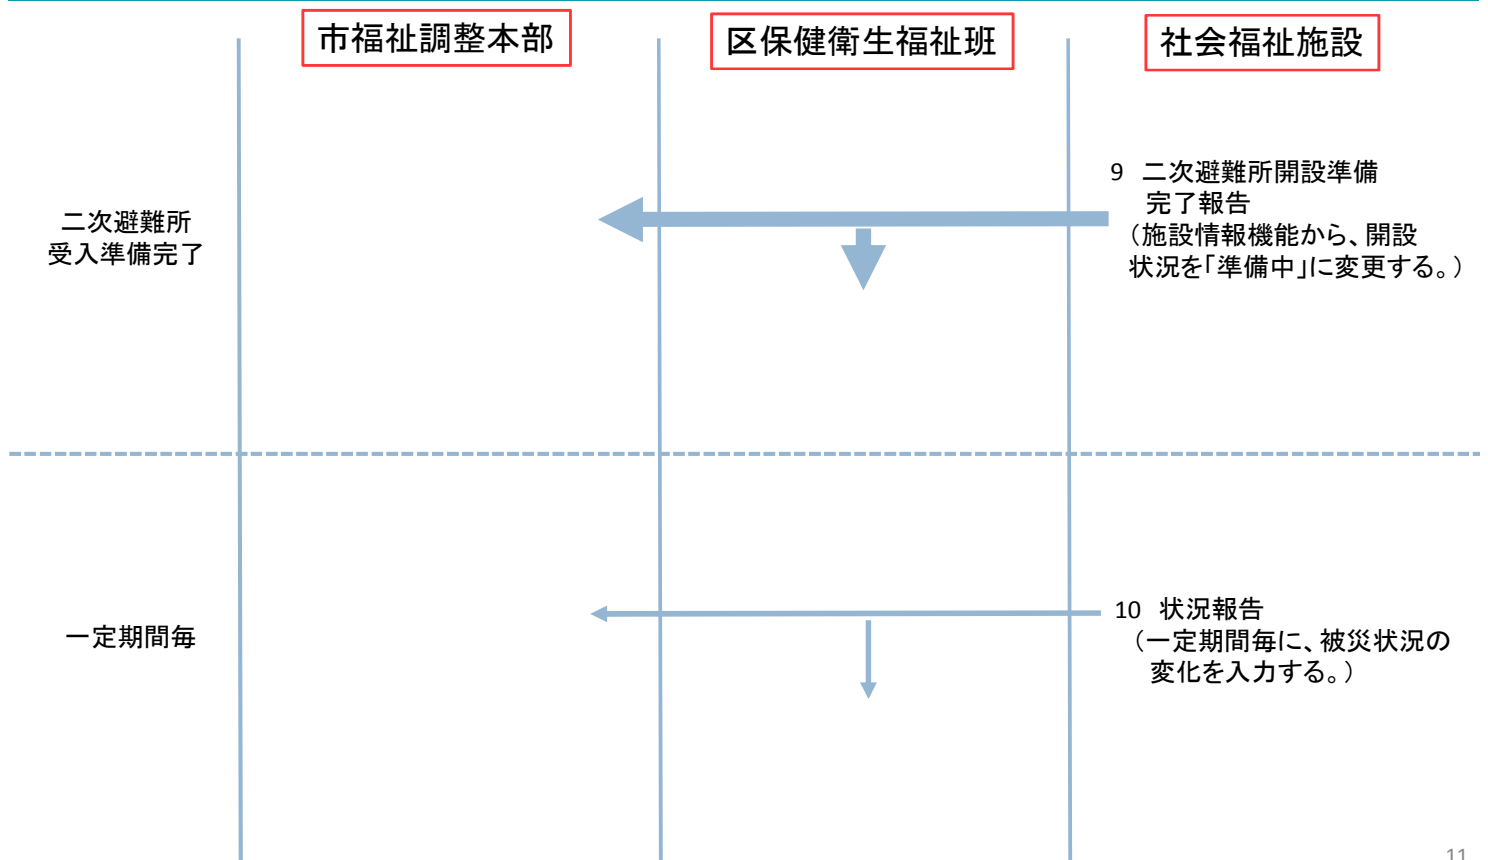 市福祉調整本部
区保健衛生福祉班
社会福祉施設
二次避難所
受入準備完了
9 二次避難所開設準備
完了報告
（施設情報機能から、開設
状況を「準備中」に変更する。）
一定期間毎
10 状況報告
（一定期間毎に、被災状況の
変化を入力する。）
11